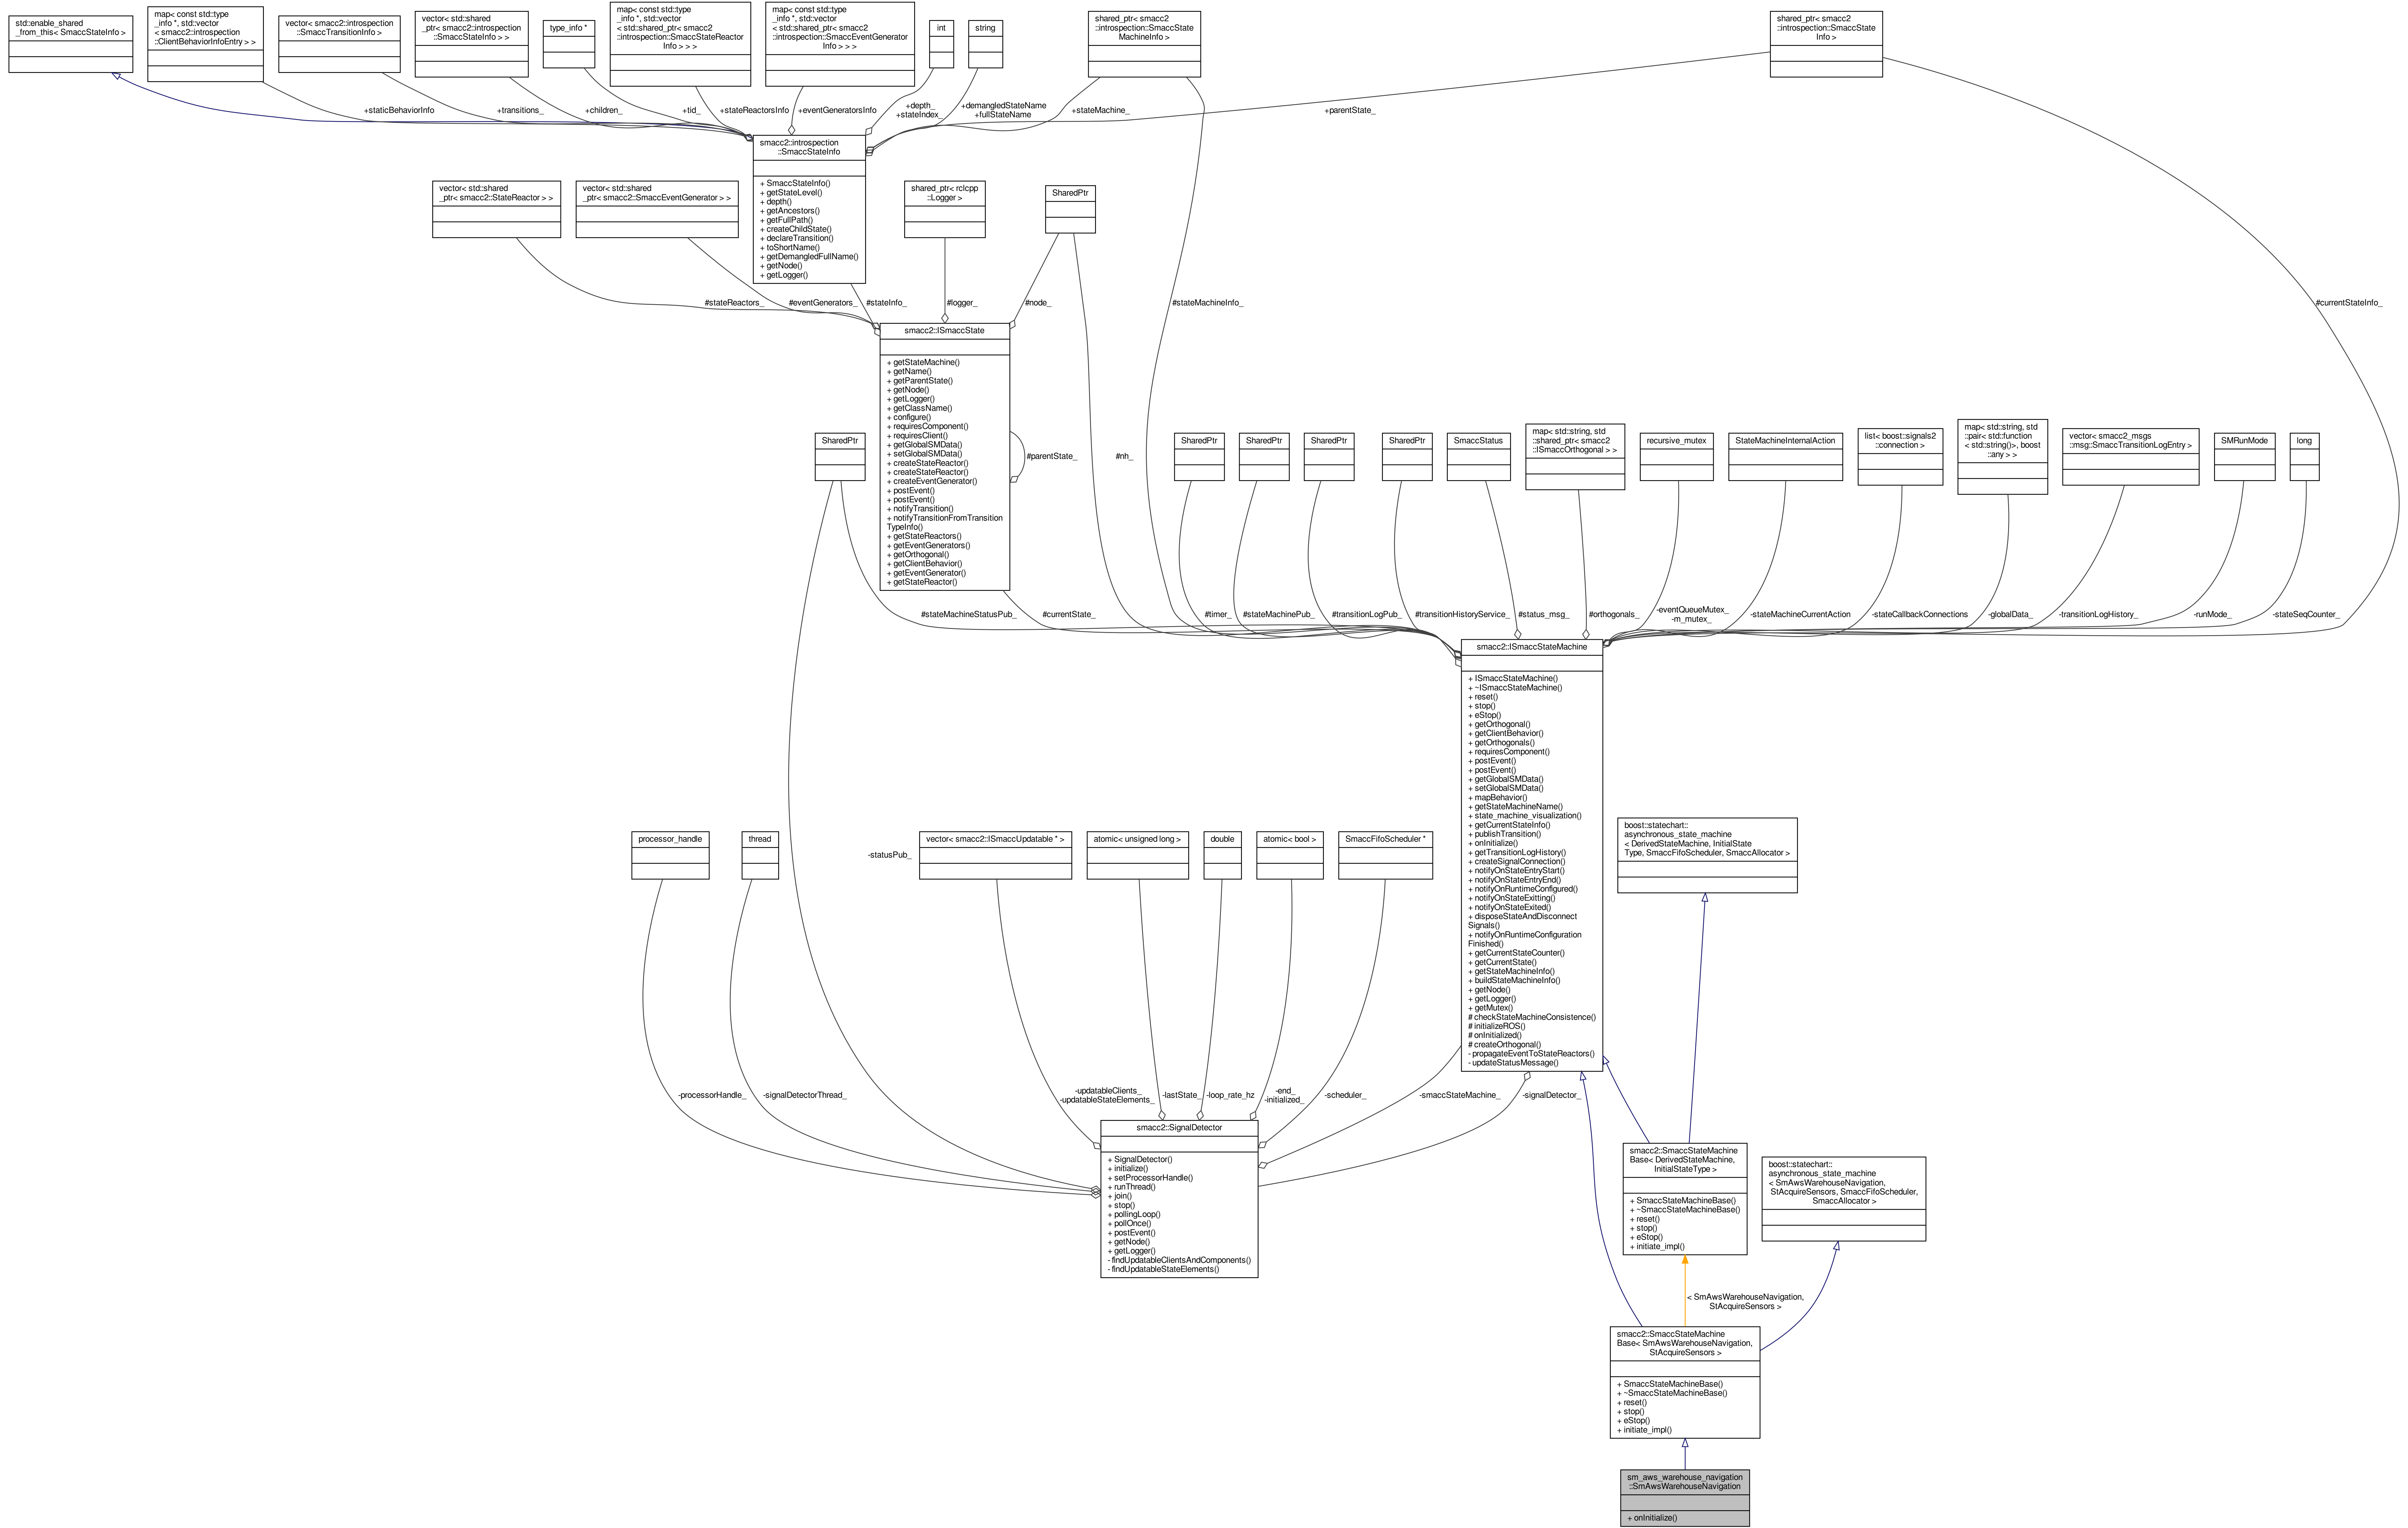 std::enable_shared
_from_this< SmaccStateInfo >
map< const std::type
_info *, std::vector
< smacc2::introspection
::ClientBehaviorInfoEntry > >
vector< smacc2::introspection
::SmaccTransitionInfo >
vector< std::shared
_ptr< smacc2::introspection
::SmaccStateInfo > >
type_info *
map< const std::type
_info *, std::vector
< std::shared_ptr< smacc2
::introspection::SmaccStateReactor
Info > > >
map< const std::type
_info *, std::vector
< std::shared_ptr< smacc2
::introspection::SmaccEventGenerator
Info > > >
int
string
shared_ptr< smacc2
::introspection::SmaccState
MachineInfo >
shared_ptr< smacc2
::introspection::SmaccState
Info >
+staticBehaviorInfo
+transitions_
+children_
+tid_
+stateReactorsInfo
+eventGeneratorsInfo
+depth_
+stateIndex_
+demangledStateName
+fullStateName
+stateMachine_
+parentState_
smacc2::introspection
::SmaccStateInfo
+ SmaccStateInfo()
+ getStateLevel()
+ depth()
+ getAncestors()
+ getFullPath()
+ createChildState()
+ declareTransition()
+ toShortName()
+ getDemangledFullName()
+ getNode()
+ getLogger()
vector< std::shared
_ptr< smacc2::StateReactor > >
vector< std::shared
_ptr< smacc2::SmaccEventGenerator > >
shared_ptr< rclcpp
::Logger >
SharedPtr
#stateReactors_
#eventGenerators_
#stateInfo_
#logger_
#node_
#stateMachineInfo_
#currentStateInfo_
smacc2::ISmaccState
+ getStateMachine()
+ getName()
+ getParentState()
+ getNode()
+ getLogger()
+ getClassName()
+ configure()
+ requiresComponent()
+ requiresClient()
+ getGlobalSMData()
+ setGlobalSMData()
+ createStateReactor()
+ createStateReactor()
+ createEventGenerator()
+ postEvent()
+ postEvent()
+ notifyTransition()
+ notifyTransitionFromTransition
TypeInfo()
+ getStateReactors()
+ getEventGenerators()
+ getOrthogonal()
+ getClientBehavior()
+ getEventGenerator()
+ getStateReactor()
#parentState_
#nh_
SharedPtr
SharedPtr
SharedPtr
SharedPtr
SharedPtr
SmaccStatus
map< std::string, std
::shared_ptr< smacc2
::ISmaccOrthogonal > >
recursive_mutex
StateMachineInternalAction
list< boost::signals2
::connection >
map< std::string, std
::pair< std::function
< std::string()>, boost
::any > >
vector< smacc2_msgs
::msg::SmaccTransitionLogEntry >
SMRunMode
long
#stateMachineStatusPub_
#currentState_
#timer_
#stateMachinePub_
#transitionLogPub_
#transitionHistoryService_
#status_msg_
#orthogonals_
-eventQueueMutex_
-m_mutex_
-stateMachineCurrentAction
-stateCallbackConnections
-globalData_
-transitionLogHistory_
-runMode_
-stateSeqCounter_
smacc2::ISmaccStateMachine
+ ISmaccStateMachine()
+ ~ISmaccStateMachine()
+ reset()
+ stop()
+ eStop()
+ getOrthogonal()
+ getClientBehavior()
+ getOrthogonals()
+ requiresComponent()
+ postEvent()
+ postEvent()
+ getGlobalSMData()
+ setGlobalSMData()
+ mapBehavior()
+ getStateMachineName()
+ state_machine_visualization()
+ getCurrentStateInfo()
+ publishTransition()
+ onInitialize()
+ getTransitionLogHistory()
+ createSignalConnection()
+ notifyOnStateEntryStart()
+ notifyOnStateEntryEnd()
+ notifyOnRuntimeConfigured()
+ notifyOnStateExitting()
+ notifyOnStateExited()
+ disposeStateAndDisconnect
Signals()
+ notifyOnRuntimeConfiguration
Finished()
+ getCurrentStateCounter()
+ getCurrentState()
+ getStateMachineInfo()
+ buildStateMachineInfo()
+ getNode()
+ getLogger()
+ getMutex()
# checkStateMachineConsistence()
# initializeROS()
# onInitialized()
# createOrthogonal()
- propagateEventToStateReactors()
- updateStatusMessage()
processor_handle
thread
-statusPub_
vector< smacc2::ISmaccUpdatable * >
atomic< unsigned long >
double
atomic< bool >
SmaccFifoScheduler *
boost::statechart::
asynchronous_state_machine
< DerivedStateMachine, InitialState
Type, SmaccFifoScheduler, SmaccAllocator >
-processorHandle_
-signalDetectorThread_
-updatableClients_
-updatableStateElements_
-lastState_
-loop_rate_hz
-end_
-initialized_
-scheduler_
-smaccStateMachine_
-signalDetector_
smacc2::SignalDetector
+ SignalDetector()
+ initialize()
+ setProcessorHandle()
+ runThread()
+ join()
+ stop()
+ pollingLoop()
+ pollOnce()
+ postEvent()
+ getNode()
+ getLogger()
- findUpdatableClientsAndComponents()
- findUpdatableStateElements()
smacc2::SmaccStateMachine
Base< DerivedStateMachine,
InitialStateType >
+ SmaccStateMachineBase()
+ ~SmaccStateMachineBase()
+ reset()
+ stop()
+ eStop()
+ initiate_impl()
boost::statechart::
asynchronous_state_machine
< SmAwsWarehouseNavigation,
StAcquireSensors, SmaccFifoScheduler,
SmaccAllocator >
< SmAwsWarehouseNavigation,
StAcquireSensors >
smacc2::SmaccStateMachine
Base< SmAwsWarehouseNavigation,
StAcquireSensors >
+ SmaccStateMachineBase()
+ ~SmaccStateMachineBase()
+ reset()
+ stop()
+ eStop()
+ initiate_impl()
sm_aws_warehouse_navigation
::SmAwsWarehouseNavigation
+ onInitialize()